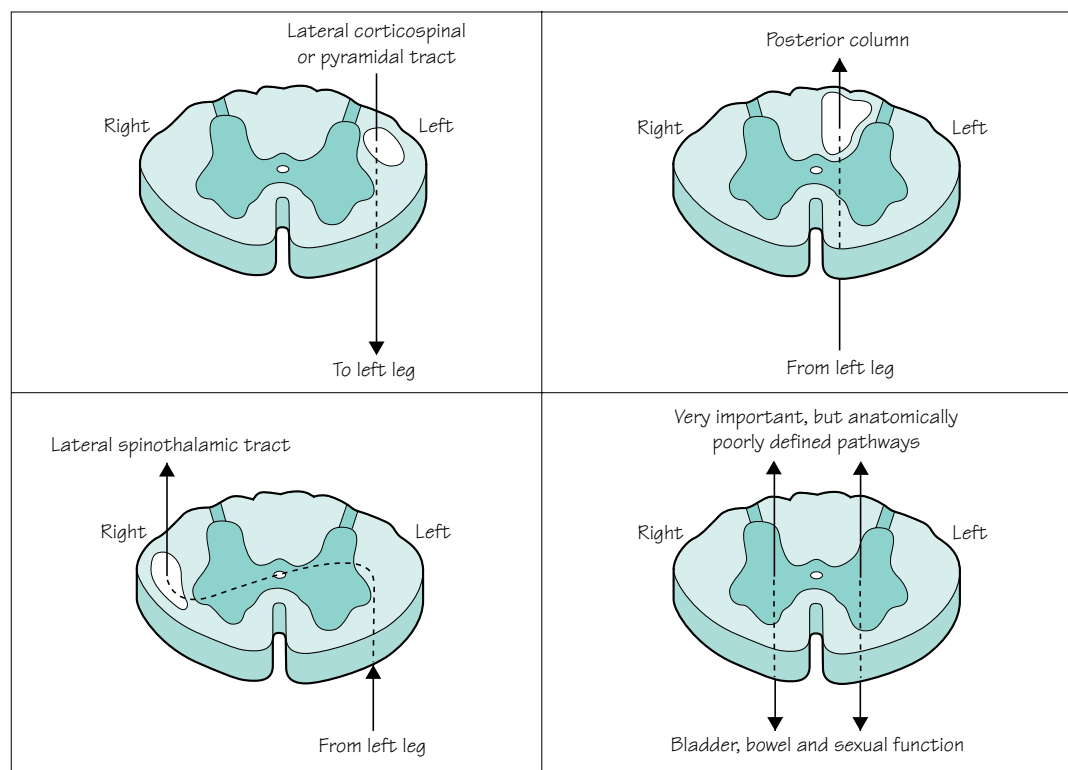 Lateral corticospinal
or pyramidal tract
Right
Left
To left leg
Posterior column
Right
Left
From left leg
Lateral spinothalamic tract
Right
Left
From left leg
Very important, but anatomically
poorly defined pathways
Right
Left
Bladder, bowel and sexual function